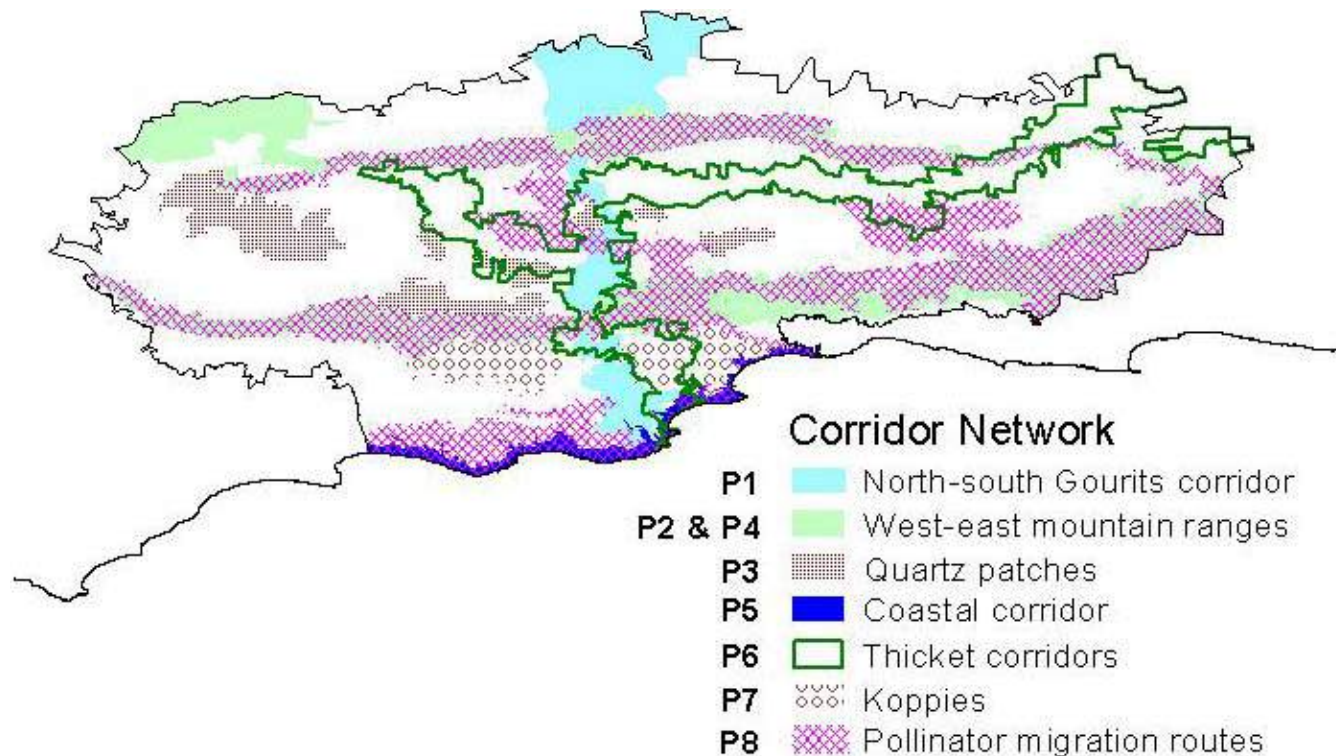 Corridor Network
P1 North-south Gourits corridor
P2 & P4 West-east mountain ranges
P3 Quartz patches
P5 Coastal corridor
P6 Thicket corridors
P7 Koppies
P8 Pollinator migration routes